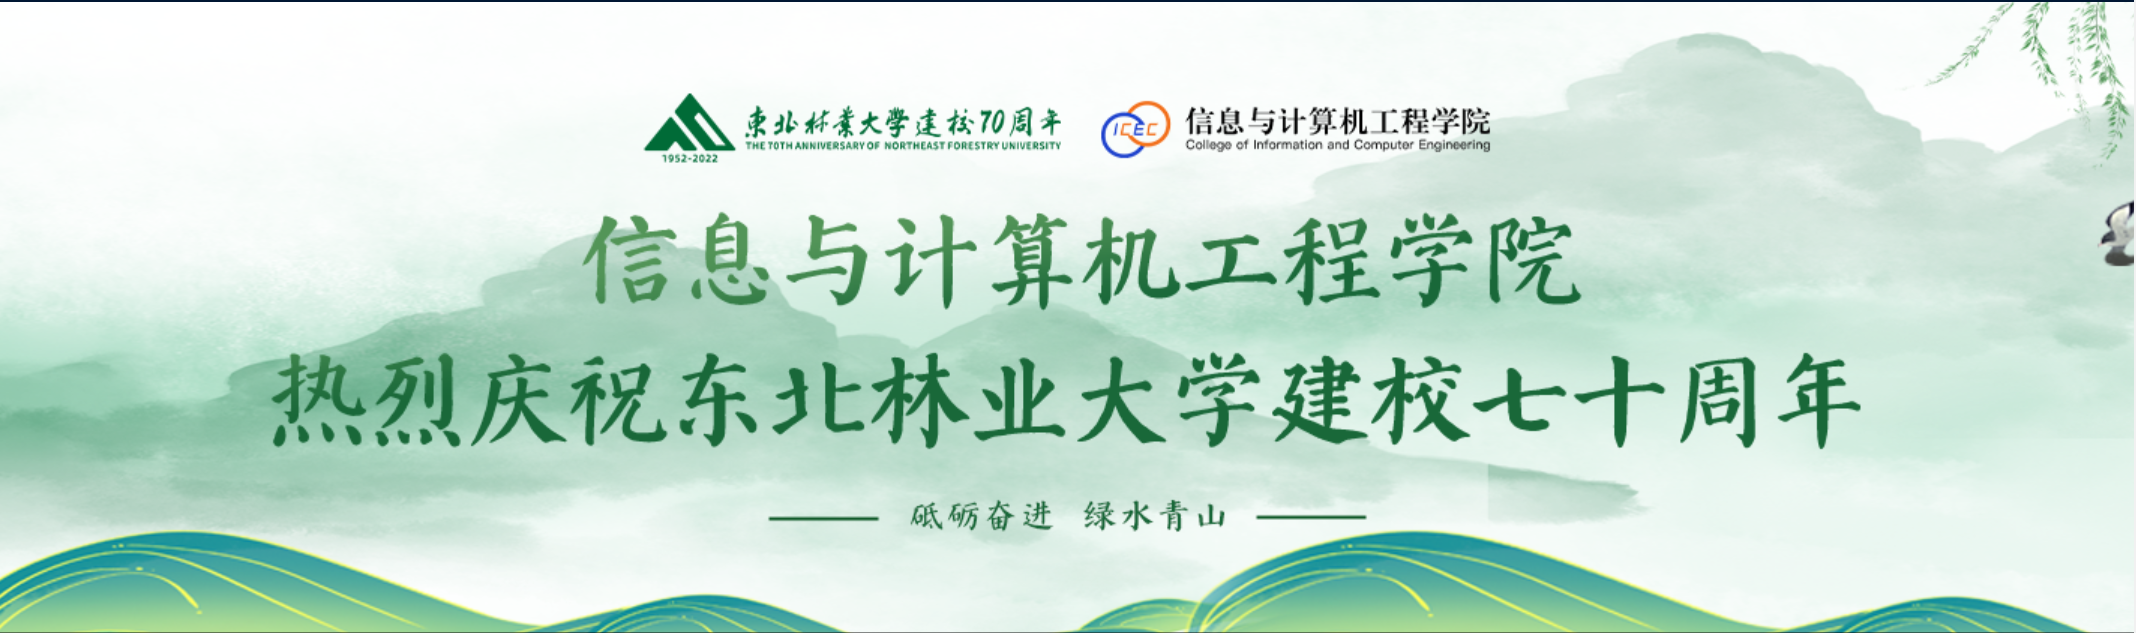 東北林業大學建校70周年
THE 70TH ANNIVERSARY OF NORTHEAST FORESTRY UNIVERSITY
1952-2022
ICEC
信息与计算机工程学院
College of Information and Computer Engineering
信息与计算机工程学院
热烈庆祝东北林业大学建校七十周年
砥砺奋进 绿水青山